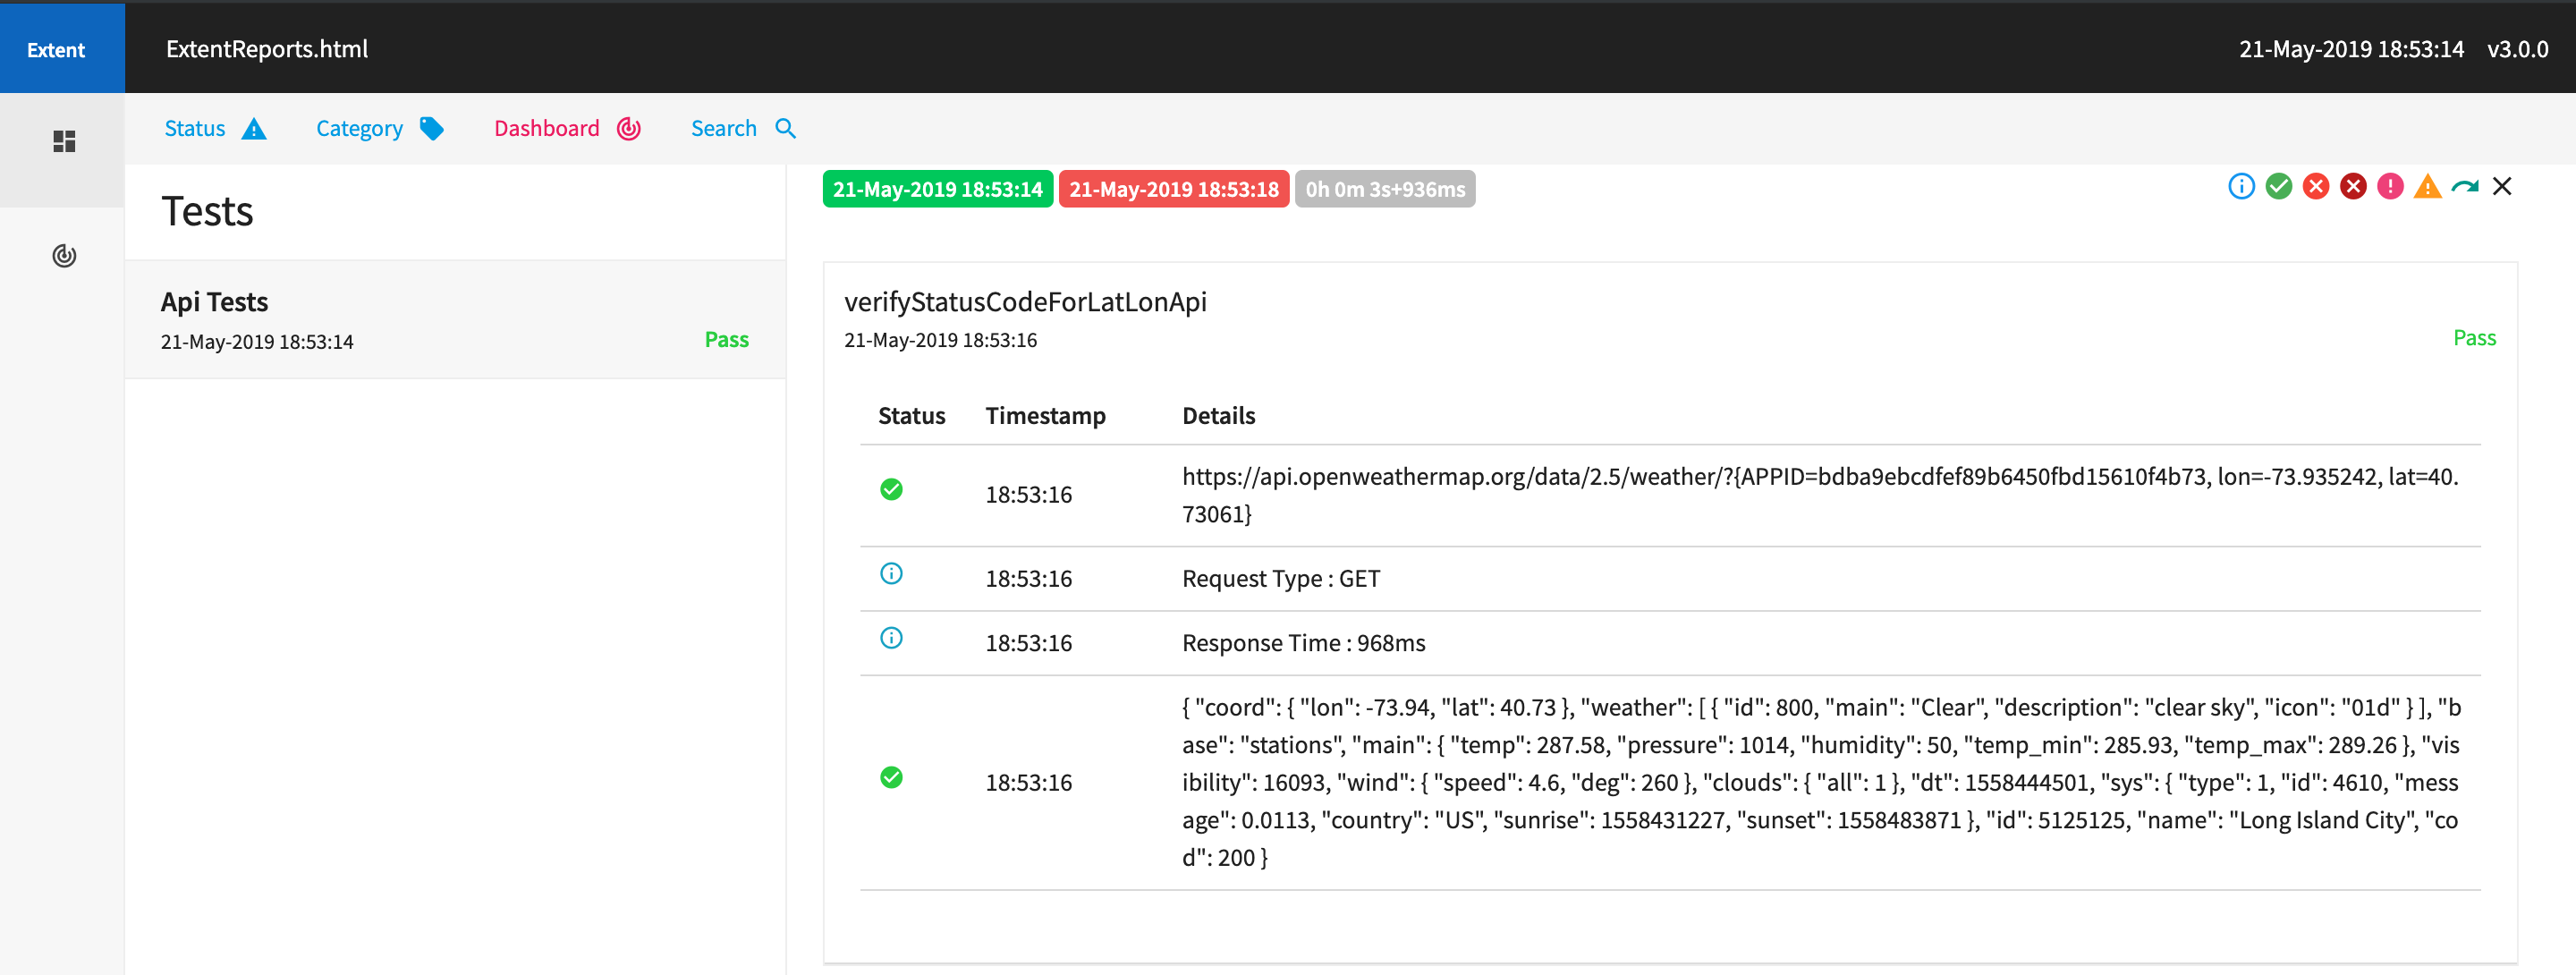 Extent
ExtentReports.html
21-May-2019 18:53:14 v3.0.0
Status
Category
Dashboard
Search
Tests
Api Tests
21-May-2019 18:53:14
Pass
21-May-2019 18:53:14
21-May-2019 18:53:18
0h 0m 3s+936ms
verifyStatusCodeForLatLonApi
21-May-2019 18:53:16
Pass
Status Timestamp Details
18:53:16
https://api.openweathermap.org/data/2.5/weather/?{APPID=bdba9ebcdfef89b6450fbd15610f4b73, lon=-73.935242, lat=40.
73061}
18:53:16 Request Type : GET
18:53:16 Response Time : 968ms
18:53:16
{ "coord": { "lon": -73.94, "lat": 40.73 }, "weather": [ { "id": 800, "main": "Clear", "description": "clear sky", "icon": "01d" } ], "b
ase": "stations", "main": { "temp": 287.58, "pressure": 1014, "humidity": 50, "temp_min": 285.93, "temp_max": 289.26 }, "vis
ibility": 16093, "wind": { "speed": 4.6, "deg": 260 }, "clouds": { "all": 1 }, "dt": 1558444501, "sys": { "type": 1, "id": 4610, "mess
age": 0.0113, "country": "US", "sunrise": 1558431227, "sunset": 1558483871 }, "id": 5125125, "name": "Long Island City", "co
d": 200 }